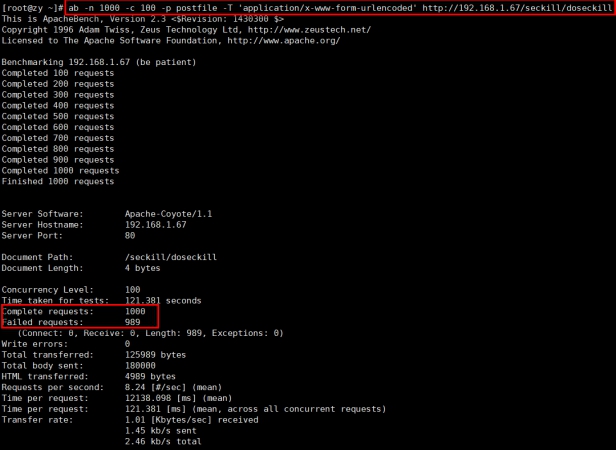 [root@zy ~]# ab -n 1000 -c 100 -p postfile -T 'application/x-www-form-urlencoded' http://192.168.1.67/seckill/doseckill
This is ApacheBench, Version 2.3 <$Revision: 1430300 $>
Copyright 1996 Adam Twiss, Zeus Technology Ltd, http://www.zeustech.net/
Licensed to The Apache Software Foundation, http://www.apache.org/
Benchmarking 192.168.1.67 (be patient)
Completed 100 requests
Completed 200 requests
Completed 300 requests
Completed 400 requests
Completed 500 requests
Completed 600 requests
Completed 700 requests
Completed 800 requests
Completed 900 requests
Completed 1000 requests
Finished 1000 requests
Server Software: Apache-Coyote/1.1
Server Hostname: 192.168.1.67
Server Port: 80
Document Path: /seckill/doseckill
Document Length: 4 bytes
Concurrency Level: 100
Time taken for tests: 121.381 seconds
Complete requests: 1000
Failed requests: 989
(Connect: 0, Receive: 0, Length: 989, Exceptions: 0)
Write errors: 0
Total transferred: 125989 bytes
Total body sent: 180000
HTML transferred: 4989 bytes
Requests per second: 8.24 [#/sec] (mean)
Time per request: 12138.098 [ms] (mean)
Time per request: 121.381 [ms] (mean, across all concurrent requests)
Transfer rate: 1.01 [Kbytes/sec] received
1.45 kb/s sent
2.46 kb/s total